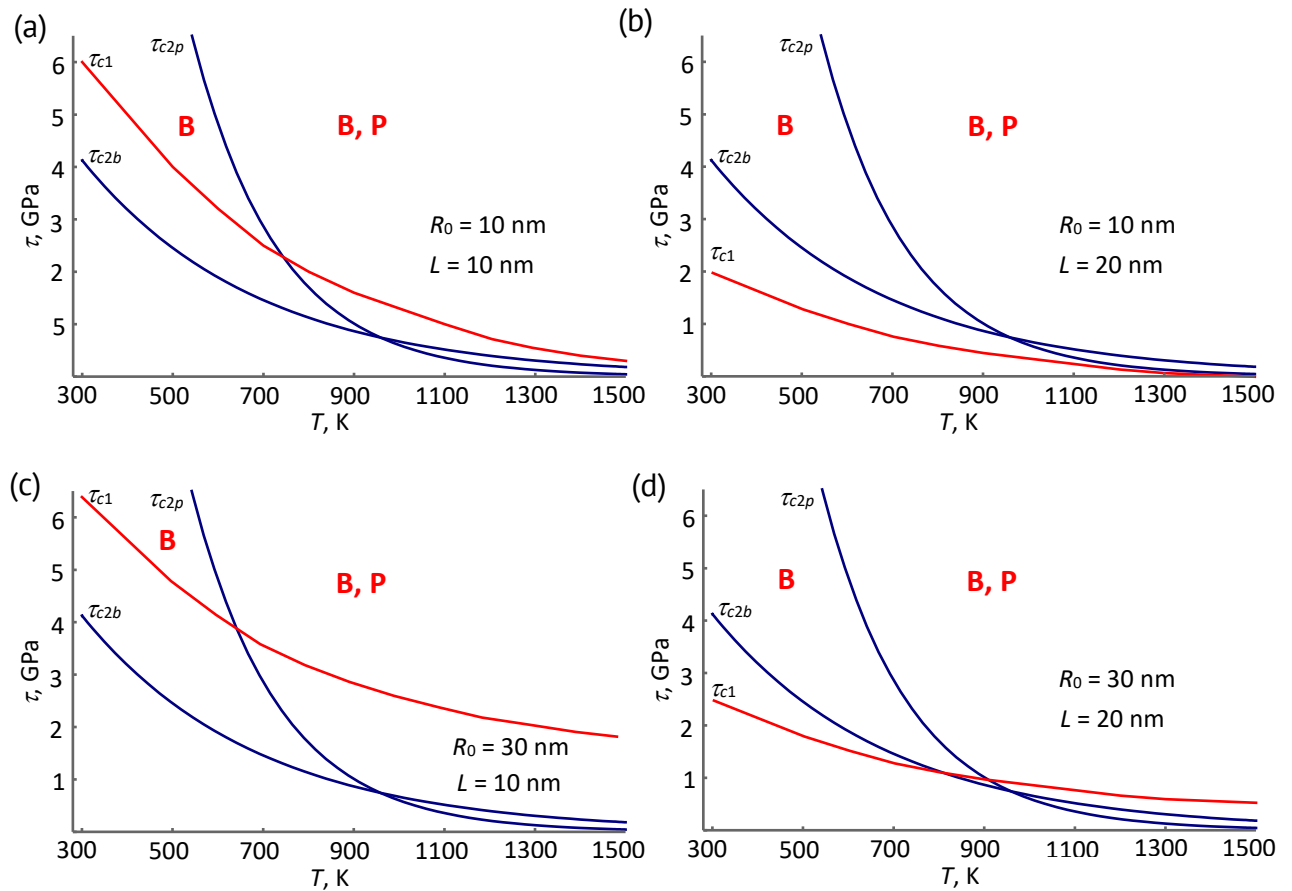 (a)
τc2p
τc1
6
5
4
3
2
5
τ, GPa
B
B, P
τc2b
R0 = 10 nm
L = 10 nm
300 500 700 900 1100 1300 1500
T, K
(b)
τc2p
6
5
4
3
2
1
τ, GPa
B
B, P
τc2b
τc1
R0 = 10 nm
L = 20 nm
300 500 700 900 1100 1300 1500
T, K
(c)
τc1
τc2p
6
5
4
3
2
1
τ, GPa
B
B, P
τc2b
R0 = 30 nm
L = 10 nm
300 500 700 900 1100 1300 1500
T, K
(d)
τc2p
6
5
4
3
2
1
τ, GPa
B
B, P
τc2b
τc1
R0 = 30 nm
L = 20 nm
300 500 700 900 1100 1300 1500
T, K